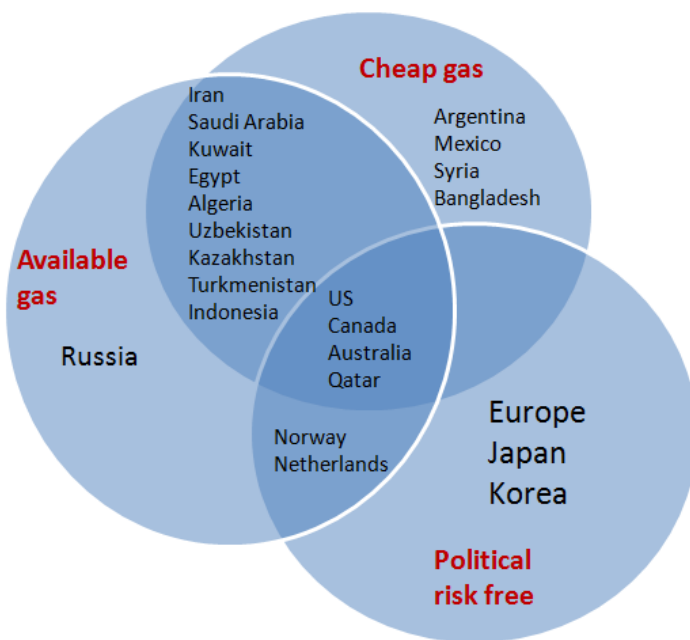 Cheap gas
Argentina
Mexico
Syria
Bangladesh
Iran
Saudi Arabia
Kuwait
Egypt
Algeria
Uzbekistan
Kazakhstan
Turkmenistan
Indonesia
Available
gas
Russia
US
Canada
Australia
Qatar
Norway
Netherlands
Europe
Japan
Korea
Political
risk free